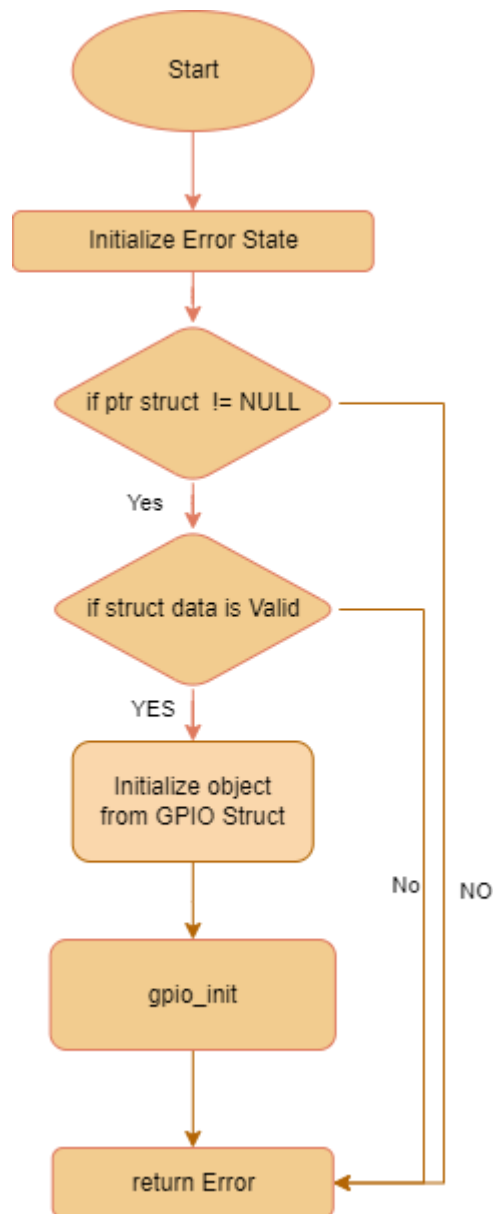 Start
Initialize Error State
if ptr struct != NULL
Yes
if struct data is Valid
YES
Initialize object
from GPIO Struct
No
NO
gpio_init
return Error